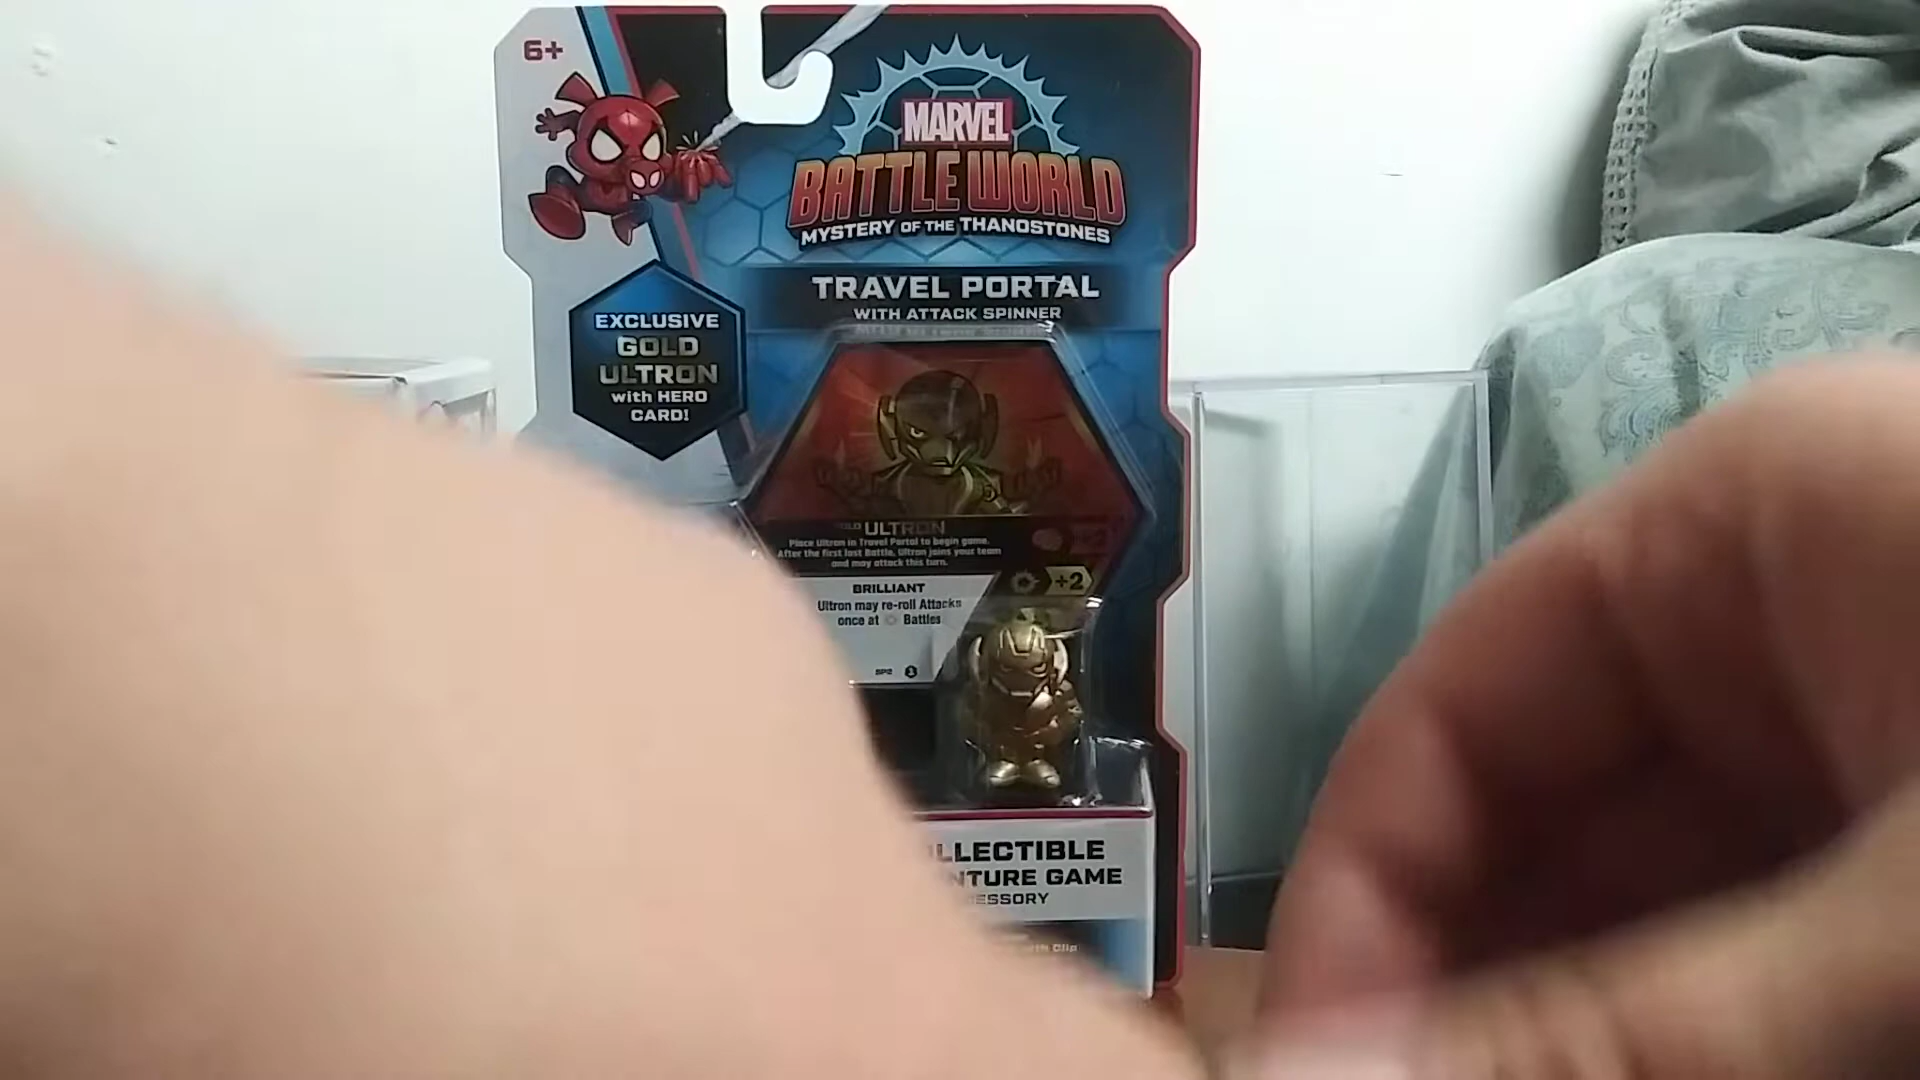 6+
MARVEL
BATTLE WORLD
MYSTERY OF THE THANOSTONES
TRAVEL PORTAL
WITH ATTACK SPINNER
EXCLUSIVE
GOLD
ULTRON
with HERO
CARD!
ULTRON
Place Ultron in Travel Portal to begin game.
After the first lost Battle, Ultron joins your team
and may attack this turn.
+2
BRILLIANT
Ultron may re-roll Attacks
once at Battles
LLECTIBLE
NTURE GAME
ESSORY
Clip